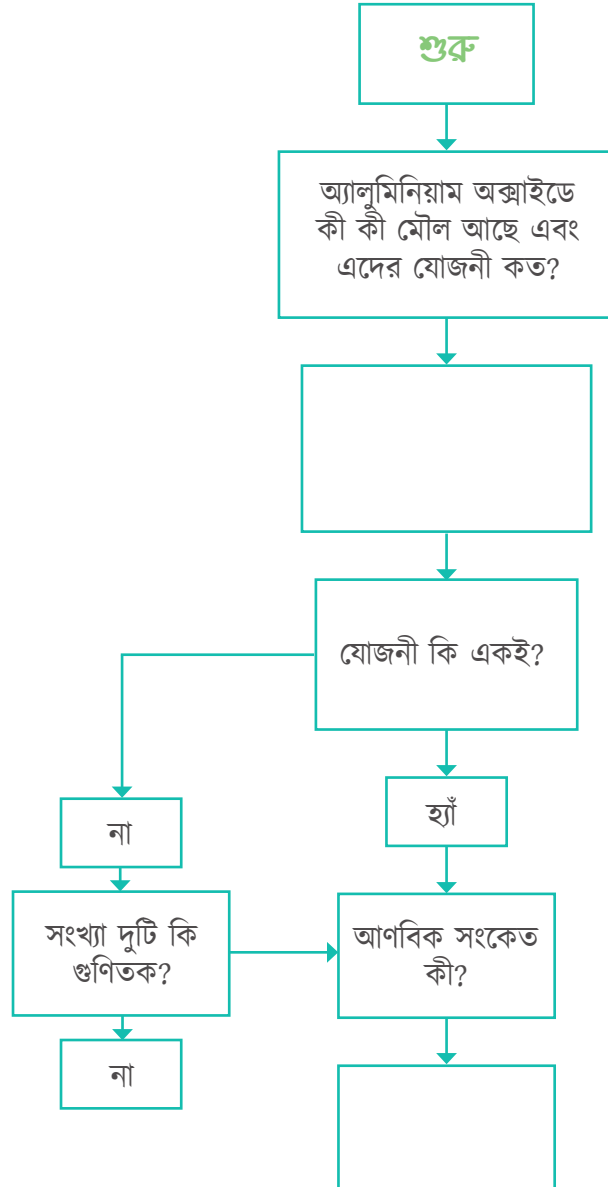 শুরু
অ্যালুমিনিয়াম অক্সাইডে
কী কী মৌল আছে এবং
এদের যোজনী কত?
যোজনী কি একই?
না
হ্যাঁ
সংখ্যা দুটি কি
গুণিতক?
আণবিক সংকেত
কী?
না